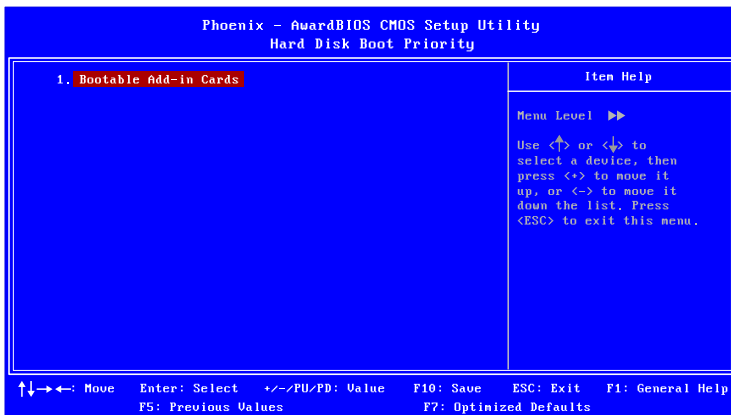 Phoenix - AwardBIOS CMOS Setup Utility
Hard Disk Boot Priority
1. Bootable Add-in Cards
Item Help
Menu Level ▶▶
Use <↑> or <↓> to
select a device, then
press <+> to move it
up, or <-> to move it
down the list. Press
<ESC> to exit this menu.
↑↓→←: Move Enter: Select +/-/PU/PD: Value F10: Save ESC: Exit F1: General Help
F5: Previous Values F7: Optimized Defaults